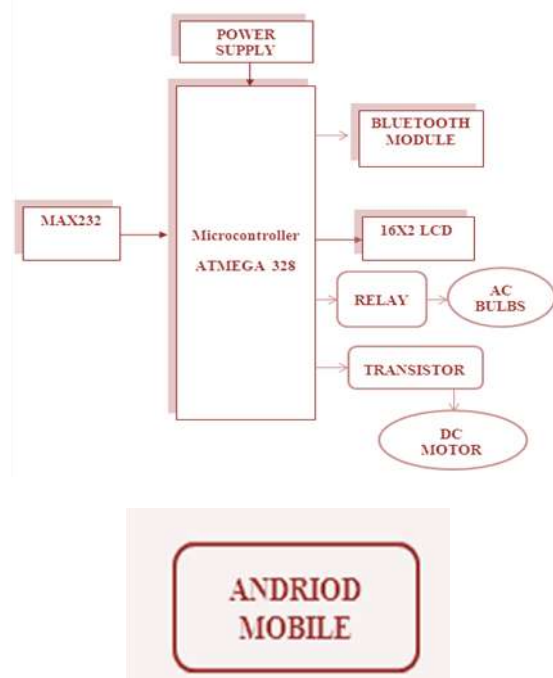 POWER
SUPPLY
BLUETOOTH
MODULE
MAX232
Microcontroller
ATMEGA 328
16X2 LCD
RELAY
AC
BULBS
TRANSISTOR
DC
MOTOR
ANDRIOD
MOBILE